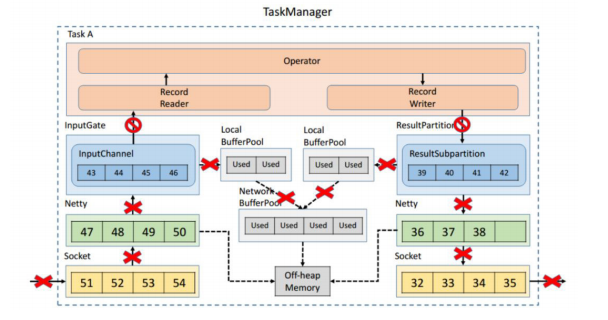 TaskManager
Task A
Operator
Record
Reader
Record
Writer
InputGate
Local
BufferPool
Local
BufferPool
ResultPartition
InputChannel
43 44 45 46
Used Used
Used Used
ResultSubpartition
39 40 41 42
Network
BufferPool
Netty
47 48 49 50
Used Used Used Used
Netty
36 37 38
Socket
51 52 53 54
Off-heap
Memory
Socket
32 33 34 35